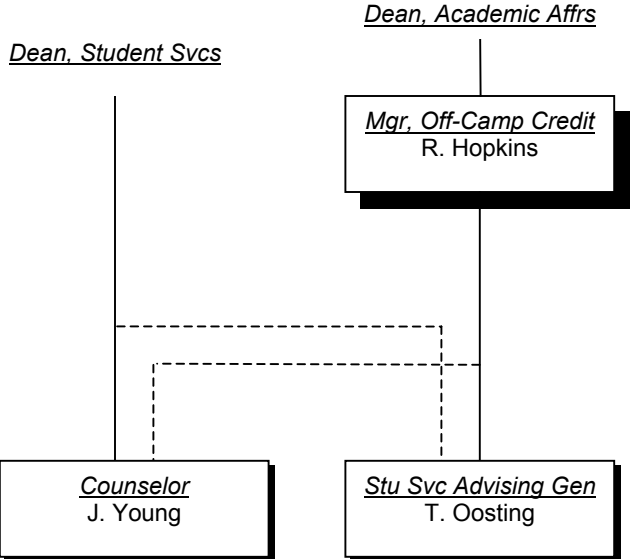 Dean, Academic Affrs
Dean, Student Svcs
Mgr, Off-Camp Credit
R. Hopkins
Counselor
J. Young
Stu Svc Advising Gen
T. Oosting